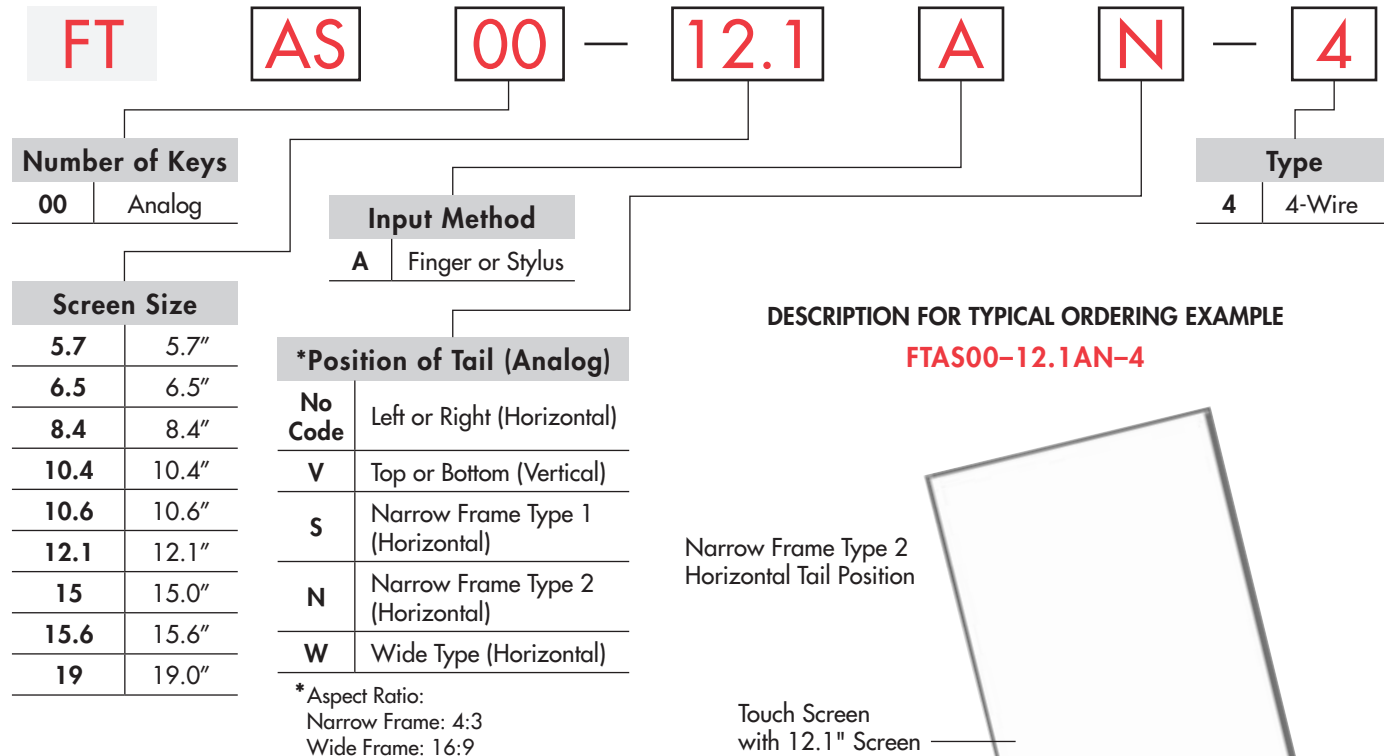 FT AS 00 — 12.1 A N — 4
Number of Keys
00 Analog
Type
4 4-Wire
Input Method
A Finger or Stylus
Screen Size
5.7 5.7"
6.5 6.5"
8.4 8.4"
10.4 10.4"
10.6 10.6"
12.1 12.1"
15 15.0"
15.6 15.6"
19 19.0"
*Position of Tail (Analog)
No
Code Left or Right (Horizontal)
V Top or Bottom (Vertical)
S Narrow Frame Type 1
(Horizontal)
N Narrow Frame Type 2
(Horizontal)
W Wide Type (Horizontal)
*Aspect Ratio:
Narrow Frame: 4:3
Wide Frame: 16:9
DESCRIPTION FOR TYPICAL ORDERING EXAMPLE
FTAS00–12.1AN–4
Narrow Frame Type 2
Horizontal Tail Position
Touch Screen
with 12.1" Screen